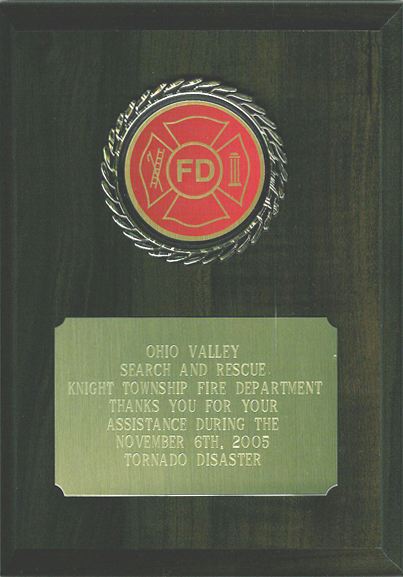 FD
OHIO VALLEY
SEARCH AND RESCUE
KNIGHT TOWNSHIP FIRE DEPARTMENT
THANKS YOU FOR YOUR
ASSISTANCE DURING THE
NOVEMBER 6TH, 2005
TORNADO DISASTER